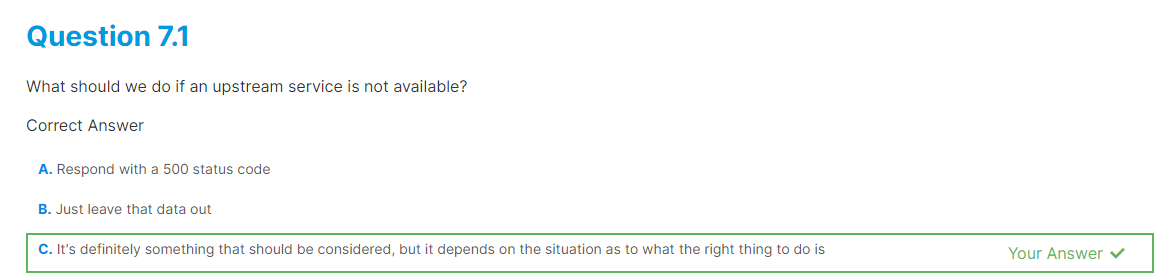 Question 7.1
What should we do if an upstream service is not available?
Correct Answer
A. Respond with a 500 status code
B. Just leave that data out
C. It's definitely something that should be considered, but it depends on the situation as to what the right thing to do is
Your Answer ✔